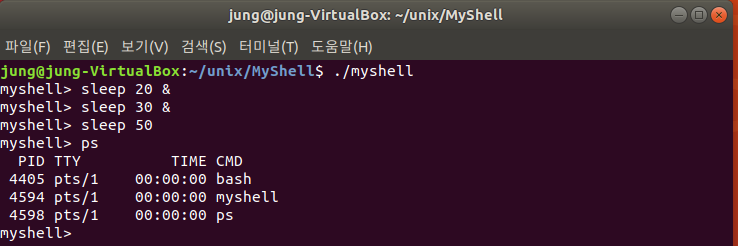 jung@jung-VirtualBox: ~/unix/MyShell
파일(F) 편집(E) 보기(V) 검색(S) 터미널(T) 도움말(H)
jung@jung-VirtualBox:~/unix/MyShell$ ./myshell
myshell> sleep 20 &
myshell> sleep 30 &
myshell> sleep 50
myshell> ps
  PID TTY          TIME CMD
 4405 pts/1    00:00:00 bash
 4594 pts/1    00:00:00 myshell
 4598 pts/1    00:00:00 ps
myshell>